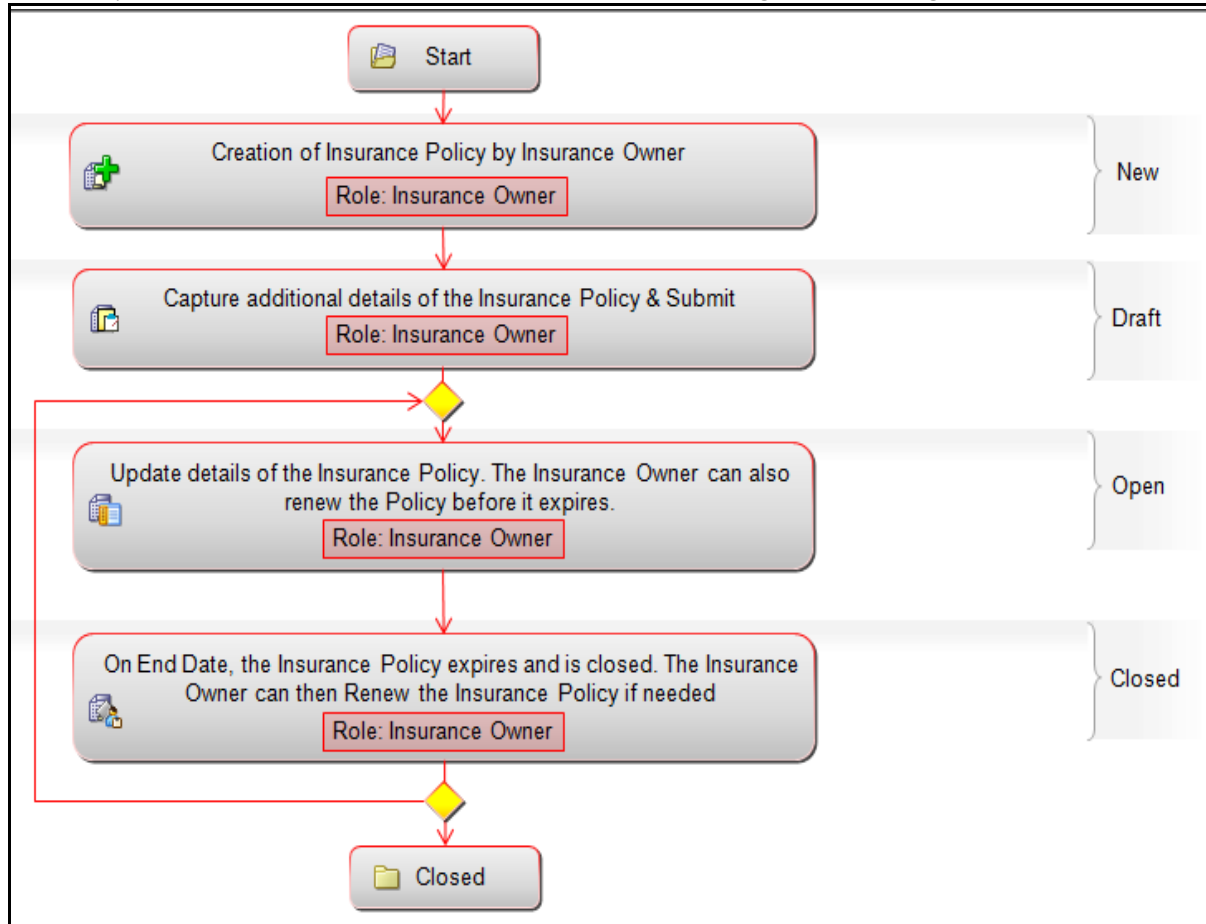 Start
Creation of Insurance Policy by Insurance Owner
Role: Insurance Owner
New
Capture additional details of the Insurance Policy & Submit
Role: Insurance Owner
Draft
Update details of the Insurance Policy. The Insurance Owner can also
renew the Policy before it expires.
Role: Insurance Owner
Open
On End Date, the Insurance Policy expires and is closed. The Insurance
Owner can then Renew the Insurance Policy if needed
Role: Insurance Owner
Closed
Closed